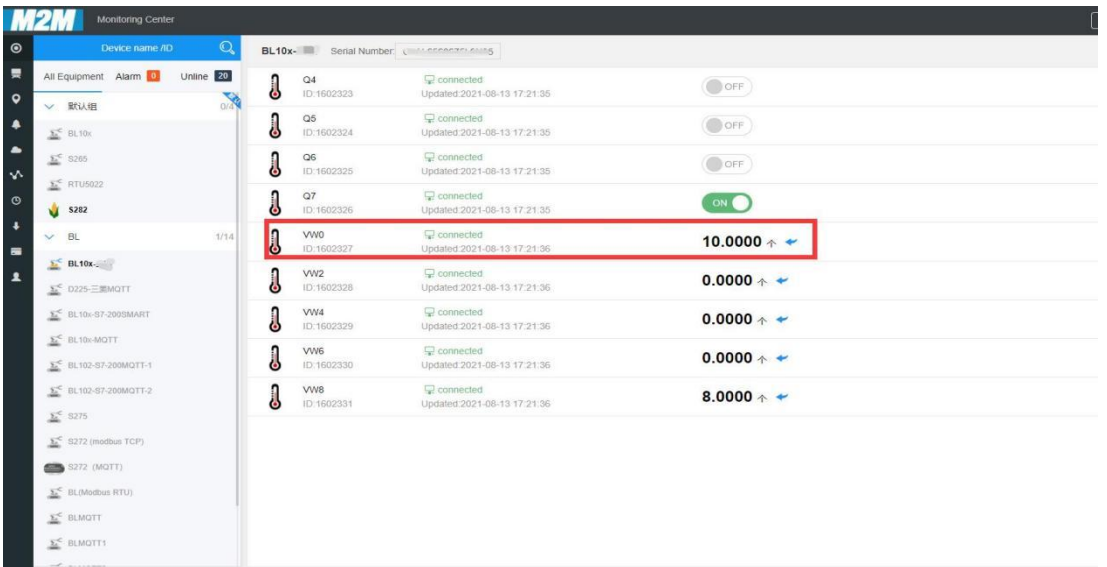 M2M Monitoring Center
Device name /ID
All Equipment Alarm 0 Unline 20
默认组 0/4
BL10x
S265
RTU5022
S282
BL 1/14
BL10x-
D225-三菱MQTT
BL10x-S7-200SMART
BL10x-MQTT
BL102-S7-200MQTT-1
BL102-S7-200MQTT-2
S275
S272 (modbus TCP)
S272 (MQTT)
BL(Modbus RTU)
BLMQTT
BLMQTT1
BL10x- Serial Number:
Q4 connected OFF
ID:1602323 Updated:2021-08-13 17:21:35
Q5 connected OFF
ID:1602324 Updated:2021-08-13 17:21:35
Q6 connected OFF
ID:1602325 Updated:2021-08-13 17:21:35
Q7 connected ON
ID:1602326 Updated:2021-08-13 17:21:35
VW0 connected 10.0000 个
ID:1602327 Updated:2021-08-13 17:21:36
VW2 connected 0.0000 个
ID:1602328 Updated:2021-08-13 17:21:36
VW4 connected 0.0000 个
ID:1602329 Updated:2021-08-13 17:21:36
VW6 connected 0.0000 个
ID:1602330 Updated:2021-08-13 17:21:36
VW8 connected 8.0000 个
ID:1602331 Updated:2021-08-13 17:21:36